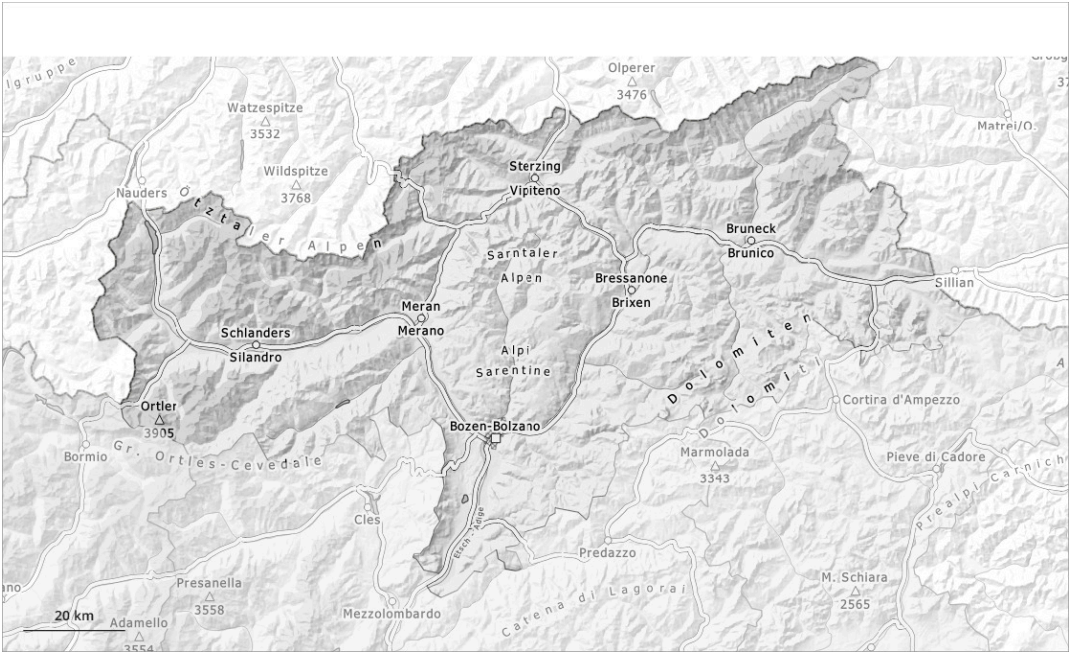 lgruppe
Olperer
3476
Watzespitze
3532
Matrei/O.
Wildspitze
3768
Sterzing
Vipiteno
Nauders
Ötztaler Alpen
Bruneck
Brunico
Sarntaler
Alpen
Bressanone
Brixen
Sillian
Meran
Merano
Schlanders
Silandro
Alpi
Sarentine
Dolomiten
Dolomiti
Ortler
3905
Cortina d'Ampezzo
Bozen-Bolzano
Gr. Ortles-Cevedale
Bormio
Marmolada
3343
Pieve di Cadore
Prealpi Carnich
Cles
Etsch - Adige
Predazzo
ano
Presanella
3558
M. Schiara
2565
Catena di Lagorai
Mezzolombardo
20 km
Adamello
3554